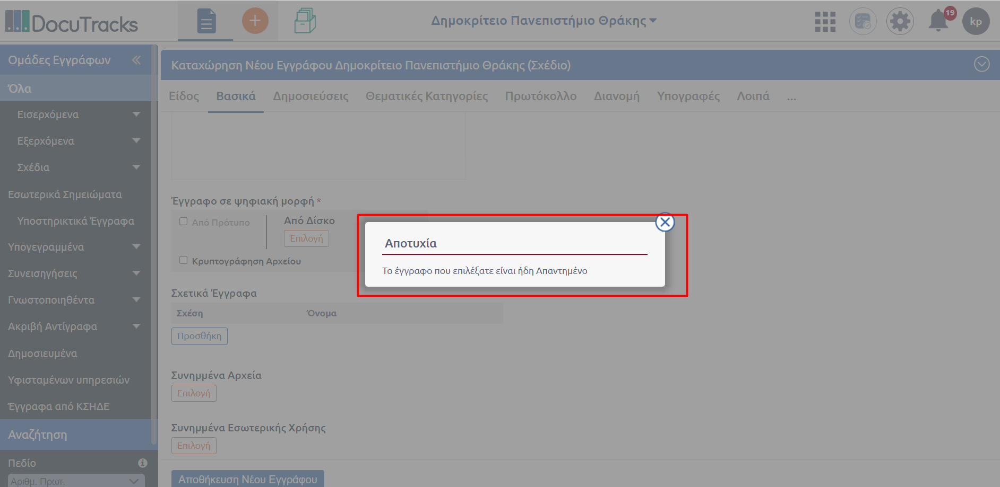 DocuTracks
Δημοκρίτειο Πανεπιστήμιο Θράκης
19
kp
Ομάδες Εγγράφων
Όλα
Εισερχόμενα
Εξερχόμενα
Σχέδια
Εσωτερικά Σημειώματα
Υποστηρικτικά Έγγραφα
Υπογεγραμμένα
Συνεισηγήσεις
Γνωστοποιηθέντα
Ακριβή Αντίγραφα
Δημοσιευμένα
Υφισταμένων υπηρεσιών
Έγγραφα από ΚΣΗΔΕ
Αναζήτηση
Πεδίο
Αριθμ. Πρωτ.
Καταχώρηση Νέου Εγγράφου Δημοκρίτειο Πανεπιστήμιο Θράκης (Σχέδιο)
Είδος Βασικά Δημοσιεύσεις Θεματικές Κατηγορίες Πρωτόκολλο Διανομή Υπογραφές Λοιπά ...
Έγγραφο σε ψηφιακή μορφή *
Από Πρότυπο
Από Δίσκο
Επιλογή
Κρυπτογράφηση Αρχείου
Αποτυχία
Το έγγραφο που επιλέξατε είναι ήδη Απαντημένο
Σχετικά Έγγραφα
Σχέση Όνομα
Προσθήκη
Συνημμένα Αρχεία
Επιλογή
Συνημμένα Εσωτερικής Χρήσης
Επιλογή
Αποθήκευση Νέου Εγγράφου